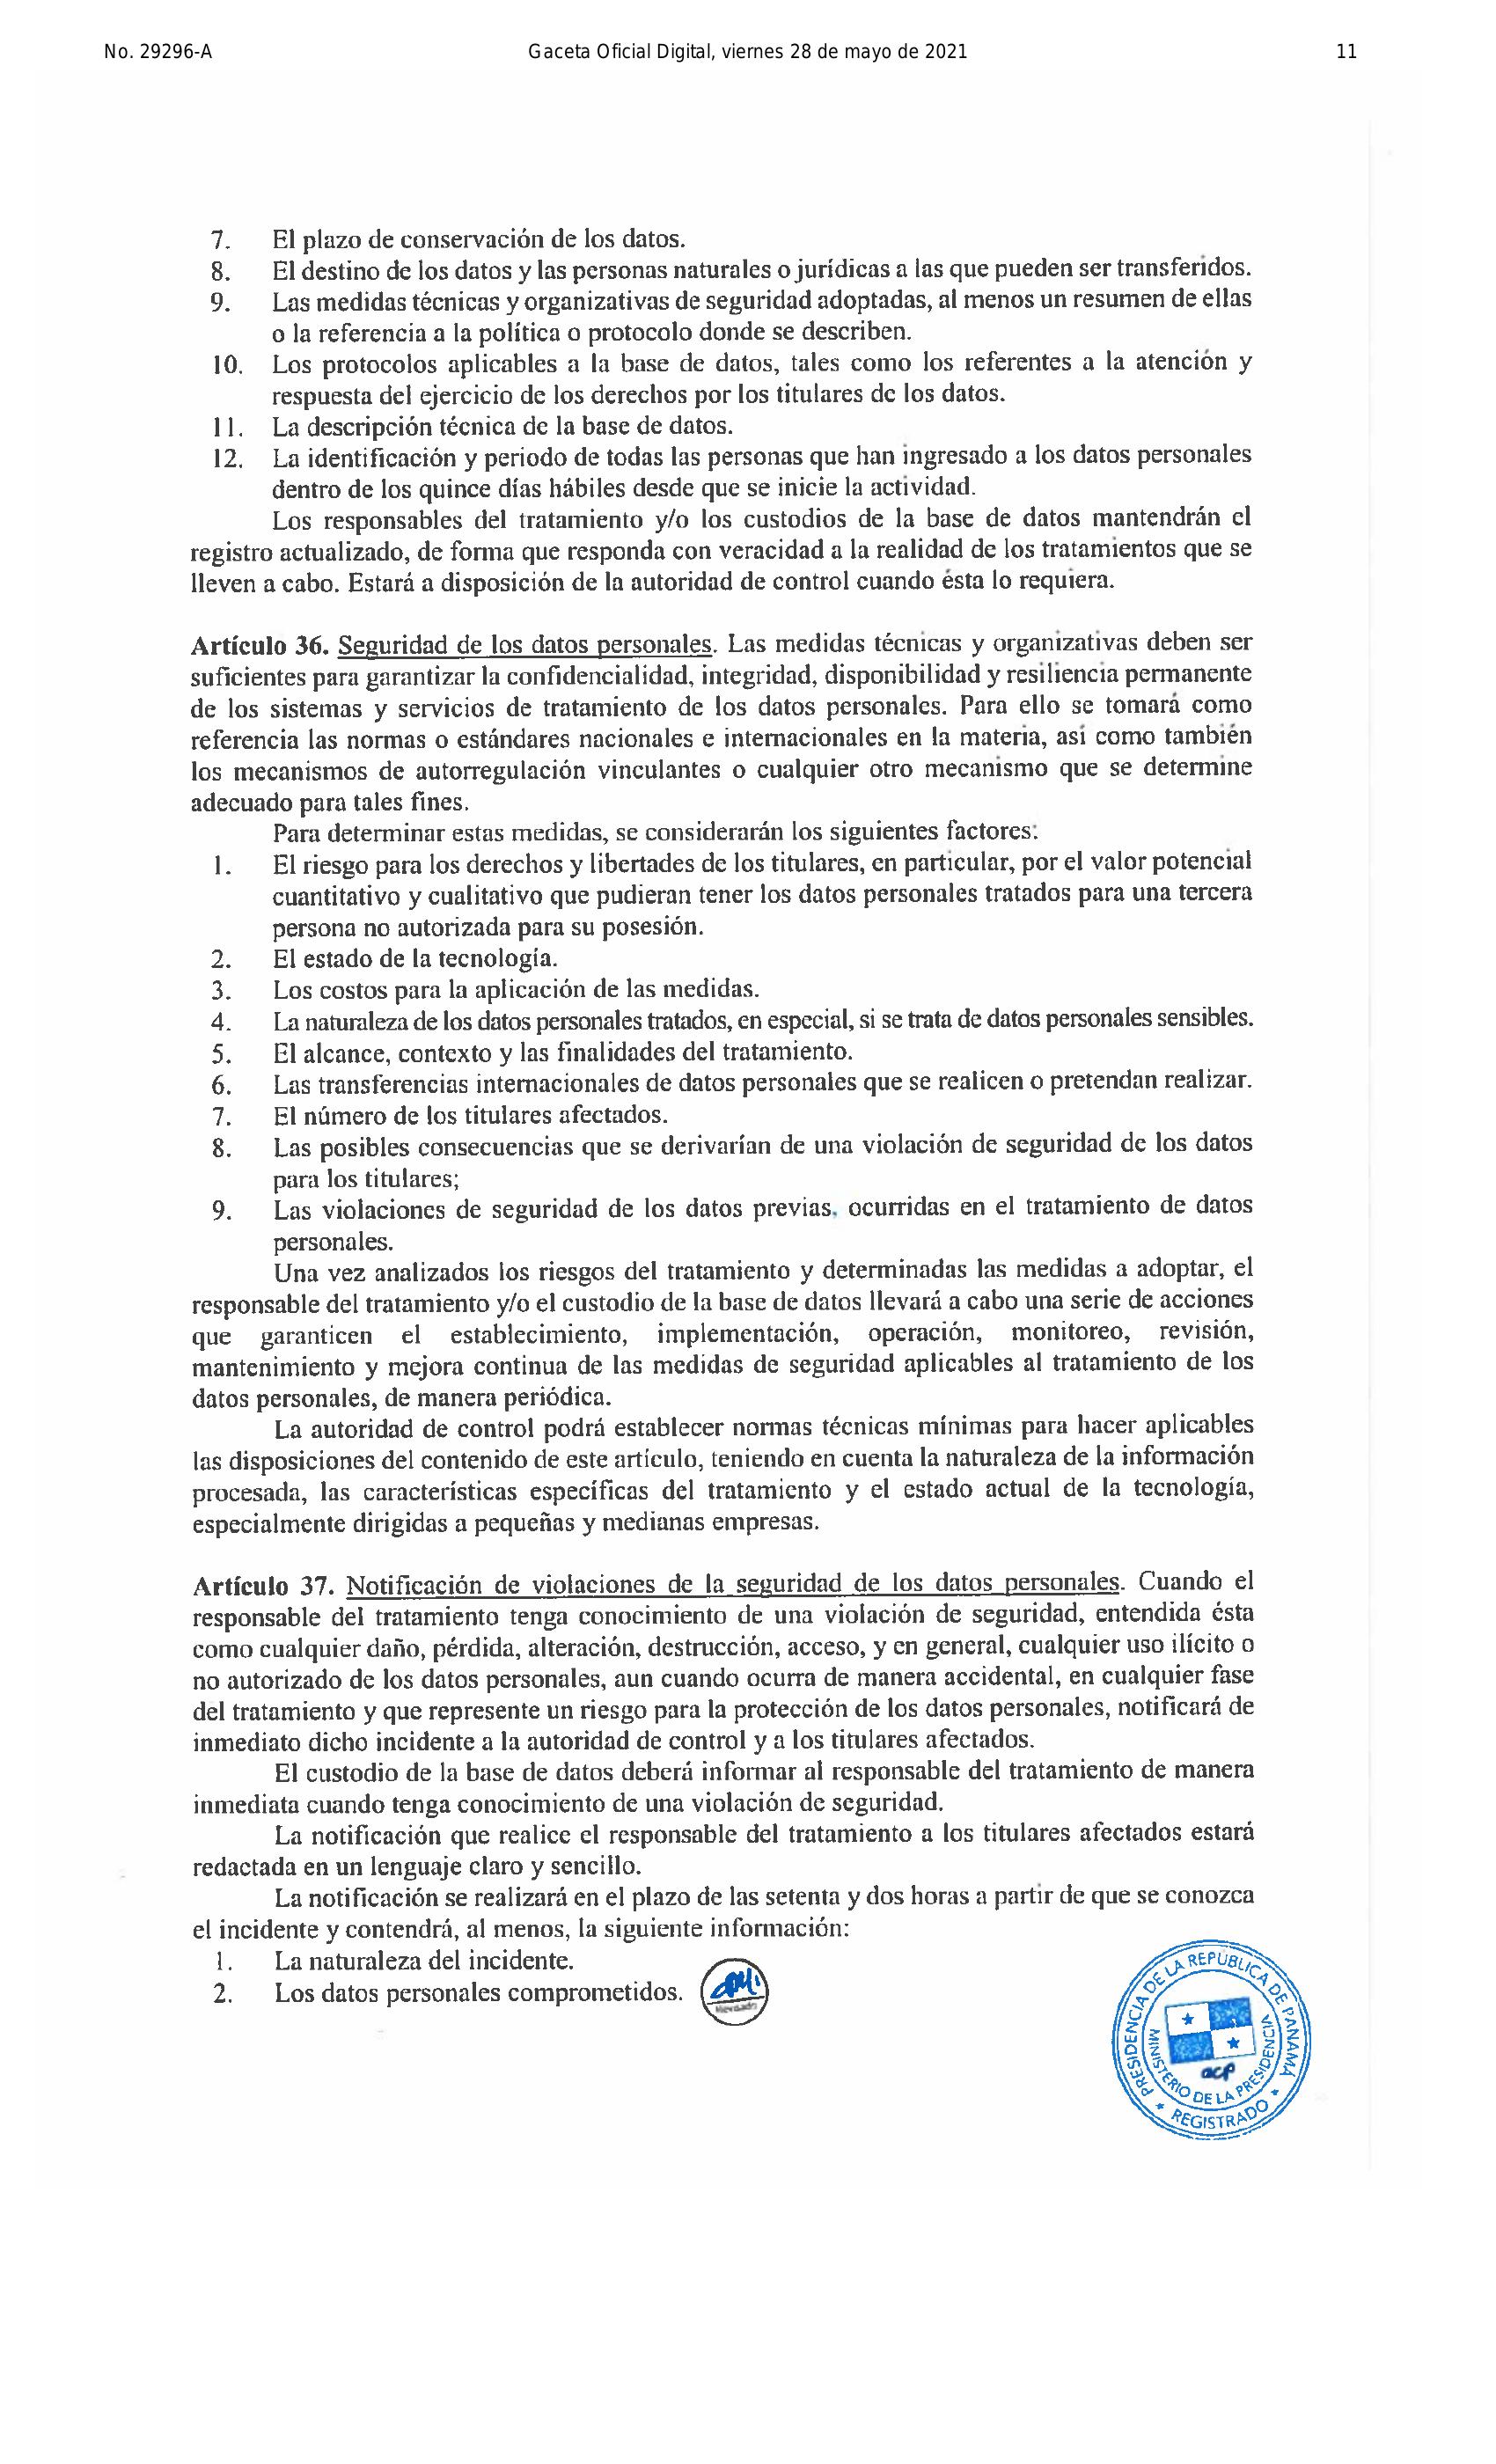 No. 29296-A
Gaceta Oficial Digital, viernes 28 de mayo de 2021
11
7. El plazo de conservación de los datos.
8. El destino de los datos y las personas naturales o jurídicas a las que pueden ser transferidos.
9. Las medidas técnicas y organizativas de seguridad adoptadas, al menos un resumen de ellas
o la referencia a la política o protocolo donde se describen.
10. Los protocolos aplicables a la base de datos, tales como los referentes a la atención y
respuesta del ejercicio de los derechos por los titulares de los datos.
11. La descripción técnica de la base de datos.
12. La identificación y periodo de todas las personas que han ingresado a los datos personales
dentro de los quince días hábiles desde que se inicie la actividad.
Los responsables del tratamiento y/o los custodios de la base de datos mantendrán el
registro actualizado, de forma que responda con veracidad a la realidad de los tratamientos que se
lleven a cabo. Estará a disposición de la autoridad de control cuando ésta lo requiera.
Artículo 36. Seguridad de los datos personales. Las medidas técnicas y organizativas deben ser
suficientes para garantizar la confidencialidad, integridad, disponibilidad y resiliencia permanente
de los sistemas y servicios de tratamiento de los datos personales. Para ello se tomará como
referencia las normas o estándares nacionales e internacionales en la materia, así como también
los mecanismos de autorregulación vinculantes o cualquier otro mecanismo que se determine
adecuado para tales fines.
Para determinar estas medidas, se considerarán los siguientes factores:
1. El riesgo para los derechos y libertades de los titulares, en particular, por el valor potencial
cuantitativo y cualitativo que pudieran tener los datos personales tratados para una tercera
persona no autorizada para su posesión.
2. El estado de la tecnología.
3. Los costos para la aplicación de las medidas.
4. La naturaleza de los datos personales tratados, en especial, si se trata de datos personales sensibles.
5. El alcance, contexto y las finalidades del tratamiento.
6. Las transferencias internacionales de datos personales que se realicen o pretendan realizar.
7. El número de los titulares afectados.
8. Las posibles consecuencias que se derivarían de una violación de seguridad de los datos
para los titulares;
9. Las violaciones de seguridad de los datos previas, ocurridas en el tratamiento de datos
personales.
Una vez analizados los riesgos del tratamiento y determinadas las medidas a adoptar, el
responsable del tratamiento y/o el custodio de la base de datos llevará a cabo una serie de acciones
que garanticen el establecimiento, implementación, operación, monitoreo, revisión,
mantenimiento y mejora continua de las medidas de seguridad aplicables al tratamiento de los
datos personales, de manera periódica.
La autoridad de control podrá establecer normas técnicas mínimas para hacer aplicables
las disposiciones del contenido de este artículo, teniendo en cuenta la naturaleza de la información
procesada, las características específicas del tratamiento y el estado actual de la tecnología,
especialmente dirigidas a pequeñas y medianas empresas.
Artículo 37. Notificación de violaciones de la seguridad de los datos personales. Cuando el
responsable del tratamiento tenga conocimiento de una violación de seguridad, entendida ésta
como cualquier daño, pérdida, alteración, destrucción, acceso, y en general, cualquier uso ilícito o
no autorizado de los datos personales, aun cuando ocurra de manera accidental, en cualquier fase
del tratamiento y que represente un riesgo para la protección de los datos personales, notificará de
inmediato dicho incidente a la autoridad de control y a los titulares afectados.
El custodio de la base de datos deberá informar al responsable del tratamiento de manera
inmediata cuando tenga conocimiento de una violación de seguridad.
La notificación que realice el responsable del tratamiento a los titulares afectados estará
redactada en un lenguaje claro y sencillo.
La notificación se realizará en el plazo de las setenta y dos horas a partir de que se conozca
el incidente y contendrá, al menos, la siguiente información:
1. La naturaleza del incidente.
2. Los datos personales comprometidos.
PRESIDENCIA DE LA REPÚBLICA DE PANAMÁ
MINISTERIO DE LA PRESIDENCIA
acp
REGISTRADO